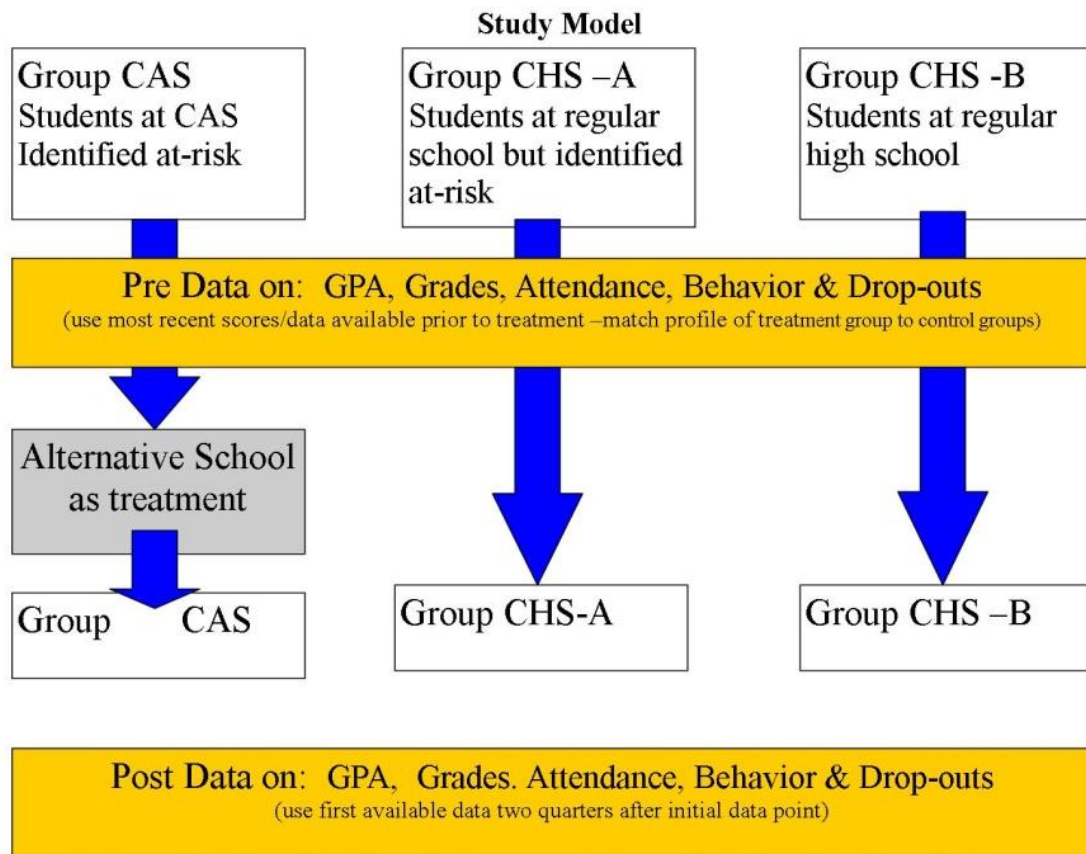 Study Model
Group CAS
Students at CAS
Identified at-risk
Group CHS –A
Students at regular
school but identified
at-risk
Group CHS -B
Students at regular
high school
Pre Data on: GPA, Grades, Attendance, Behavior & Drop-outs
(use most recent scores/data available prior to treatment –match profile of treatment group to control groups)
Alternative School
as treatment
Group CAS
Group CHS-A
Group CHS –B
Post Data on: GPA, Grades. Attendance, Behavior & Drop-outs
(use first available data two quarters after initial data point)